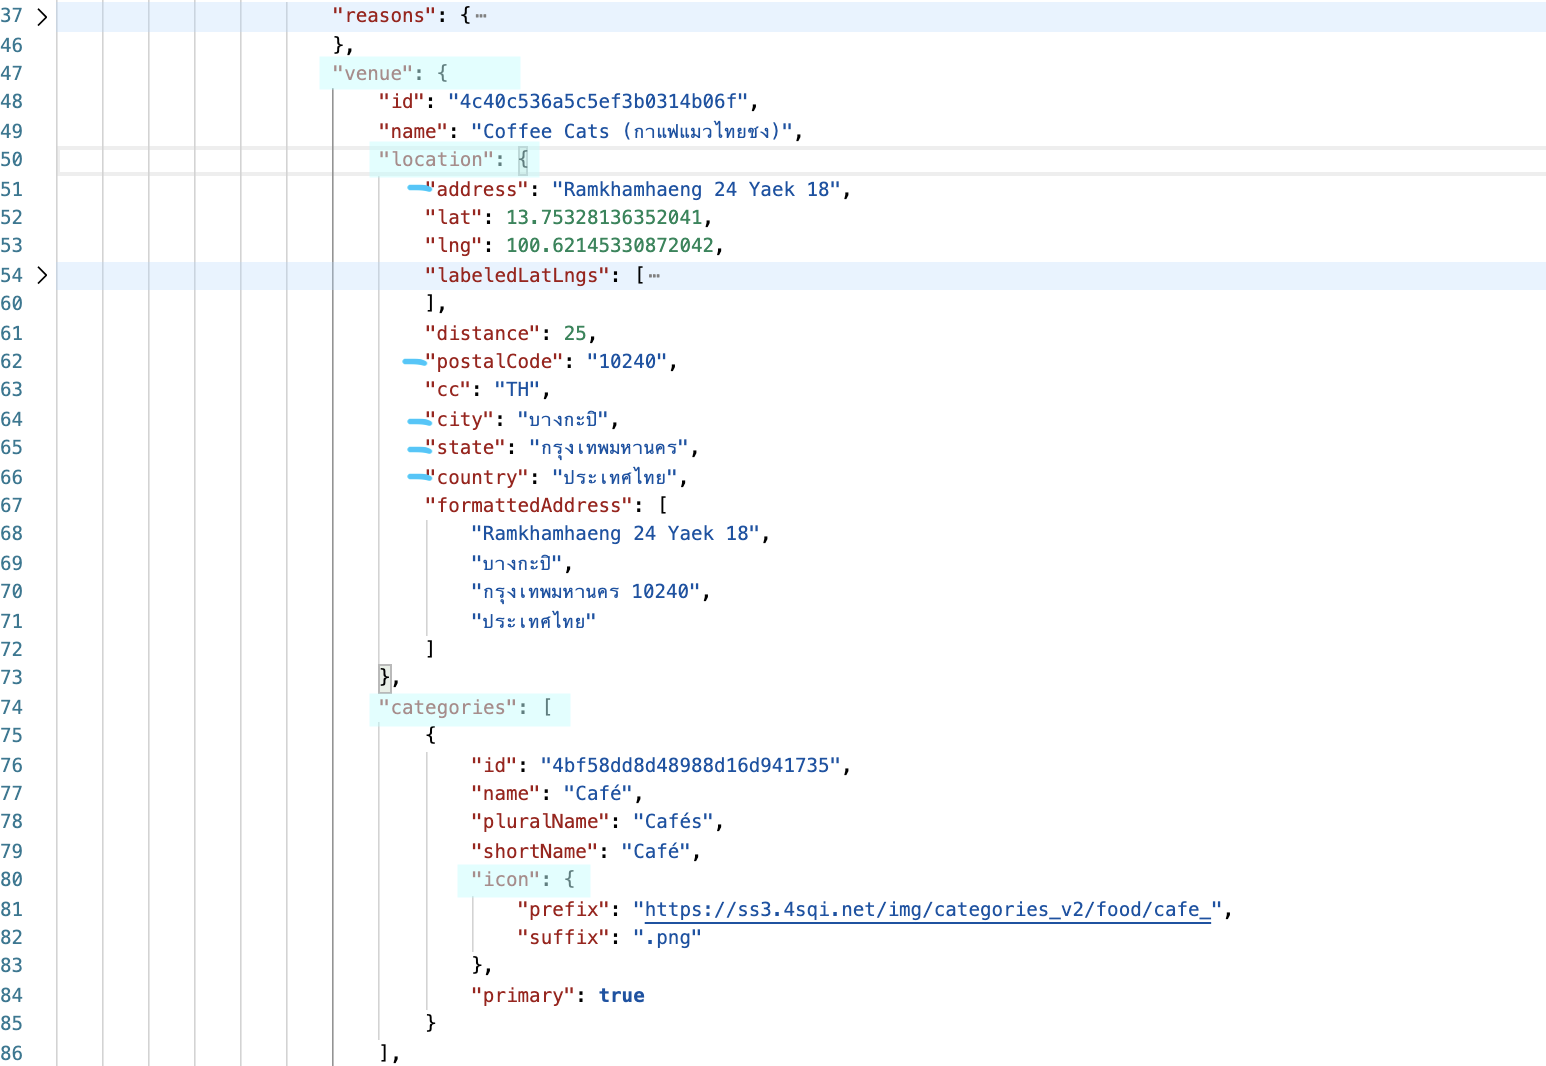 37 "reasons": {⋯
46 },
47 "venue": {
48 "id": "4c40c536a5c5ef3b0314b06f",
49 "name": "Coffee Cats (กาแฟแมวไทยชง)",
50 "location": {
51 "address": "Ramkhamhaeng 24 Yaek 18",
52 "lat": 13.75328136352041,
53 "lng": 100.62145330872042,
54 "labeledLatLngs": [⋯
60 ],
61 "distance": 25,
62 "postalCode": "10240",
63 "cc": "TH",
64 "city": "บางกะปิ",
65 "state": "กรุงเทพมหานคร",
66 "country": "ประเทศไทย",
67 "formattedAddress": [
68 "Ramkhamhaeng 24 Yaek 18",
69 "บางกะปิ",
70 "กรุงเทพมหานคร 10240",
71 "ประเทศไทย"
72 ]
73 },
74 "categories": [
75 {
76 "id": "4bf58dd8d48988d16d941735",
77 "name": "Café",
78 "pluralName": "Cafés",
79 "shortName": "Café",
80 "icon": {
81 "prefix": "https://ss3.4sqi.net/img/categories_v2/food/cafe_",
82 "suffix": ".png"
83 },
84 "primary": true
85 }
86 ],